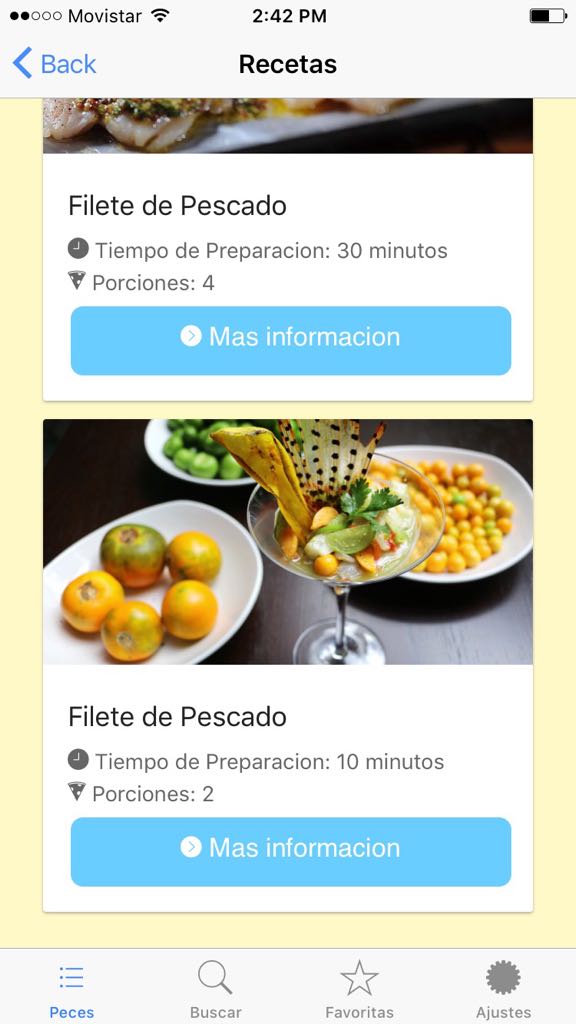 Movistar 2:42 PM
Back Recetas
Filete de Pescado
Tiempo de Preparacion: 30 minutos
Porciones: 4
Mas informacion
Filete de Pescado
Tiempo de Preparacion: 10 minutos
Porciones: 2
Mas informacion
Peces Buscar Favoritas Ajustes